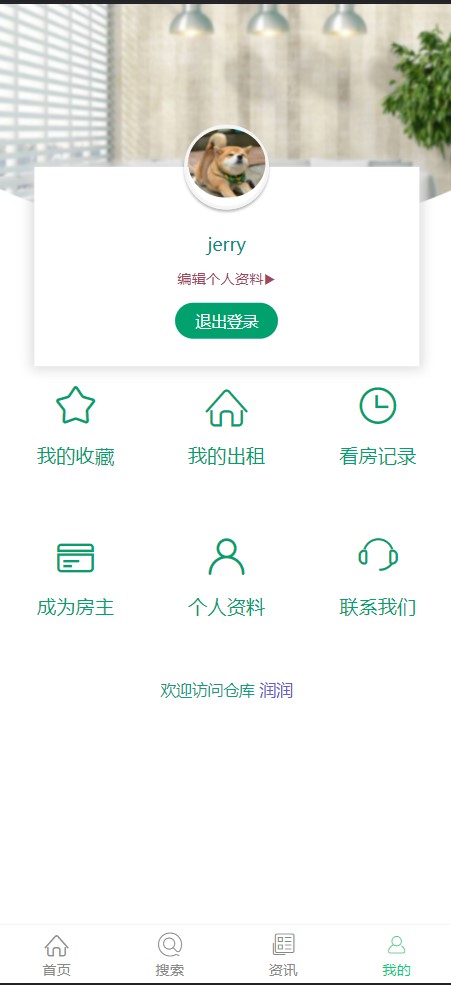 jerry
编辑个人资料▶
退出登录
我的收藏 我的出租 看房记录
成为房主 个人资料 联系我们
欢迎访问仓库 润润
首页 搜索 资讯 我的